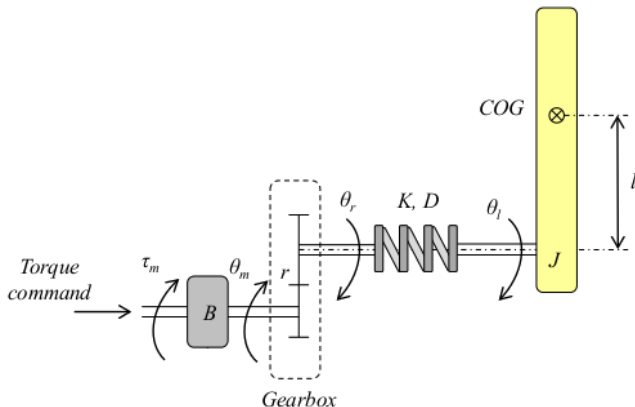 COG
l
θr
K, D
θl
J
Torque
command
τm
θm
r
B
Gearbox